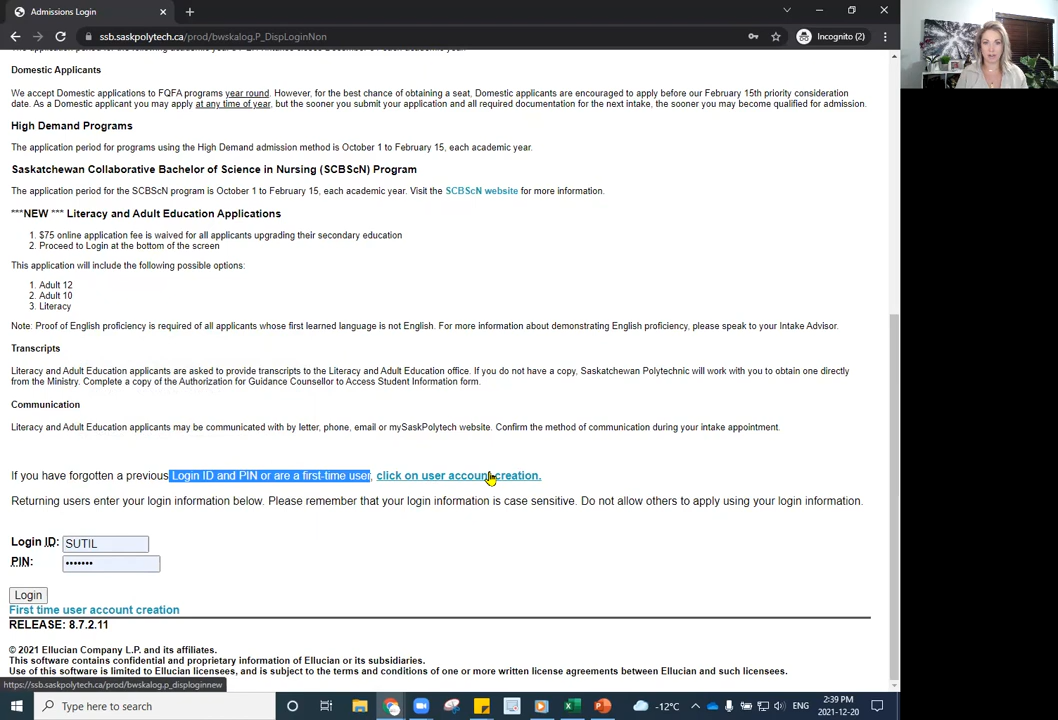 Admissions Login
ssb.saskpolytech.ca/prod/bwskalog.P_DispLoginNon
Incognito (2)
Domestic Applicants
We accept Domestic applications to FQFA programs year round. However, for the best chance of obtaining a seat, Domestic applicants are encouraged to apply before our February 15th priority consideration
date. As a Domestic applicant you may apply at any time of year, but the sooner you submit your application and all required documentation for the next intake, the sooner you may become qualified for admission.
High Demand Programs
The application period for programs using the High Demand admission method is October 1 to February 15, each academic year.
Saskatchewan Collaborative Bachelor of Science in Nursing (SCBScN) Program
The application period for the SCBScN program is October 1 to February 15, each academic year. Visit the SCBScN website for more information.
***NEW *** Literacy and Adult Education Applications
1. $75 online application fee is waived for all applicants upgrading their secondary education
2. Proceed to Login at the bottom of the screen
This application will include the following possible options:
1. Adult 12
2. Adult 10
3. Literacy
Note: Proof of English proficiency is required of all applicants whose first learned language is not English. For more information about demonstrating English proficiency, please speak to your Intake Advisor.
Transcripts
Literacy and Adult Education applicants are asked to provide transcripts to the Literacy and Adult Education office. If you do not have a copy, Saskatchewan Polytechnic will work with you to obtain one directly
from the Ministry. Complete a copy of the Authorization for Guidance Counsellor to Access Student Information form.
Communication
Literacy and Adult Education applicants may be communicated with by letter, phone, email or mySaskPolytech website. Confirm the method of communication during your intake appointment.
If you have forgotten a previous Login ID and PIN or are a first-time user, click on user account creation.
Returning users enter your login information below. Please remember that your login information is case sensitive. Do not allow others to apply using your login information.
Login ID: SUTIL
PIN: •••••••
Login
First time user account creation
RELEASE: 8.7.2.11
© 2021 Ellucian Company L.P. and its affiliates.
This software contains confidential and proprietary information of Ellucian or its subsidiaries.
Use of this software is limited to Ellucian licensees, and is subject to the terms and conditions of one or more written license agreements between Ellucian and such licensees.
https://ssb.saskpolytech.ca/prod/bwskalog.p_disploginnew
Type here to search
-12°C
ENG
2:39 PM
2021-12-20